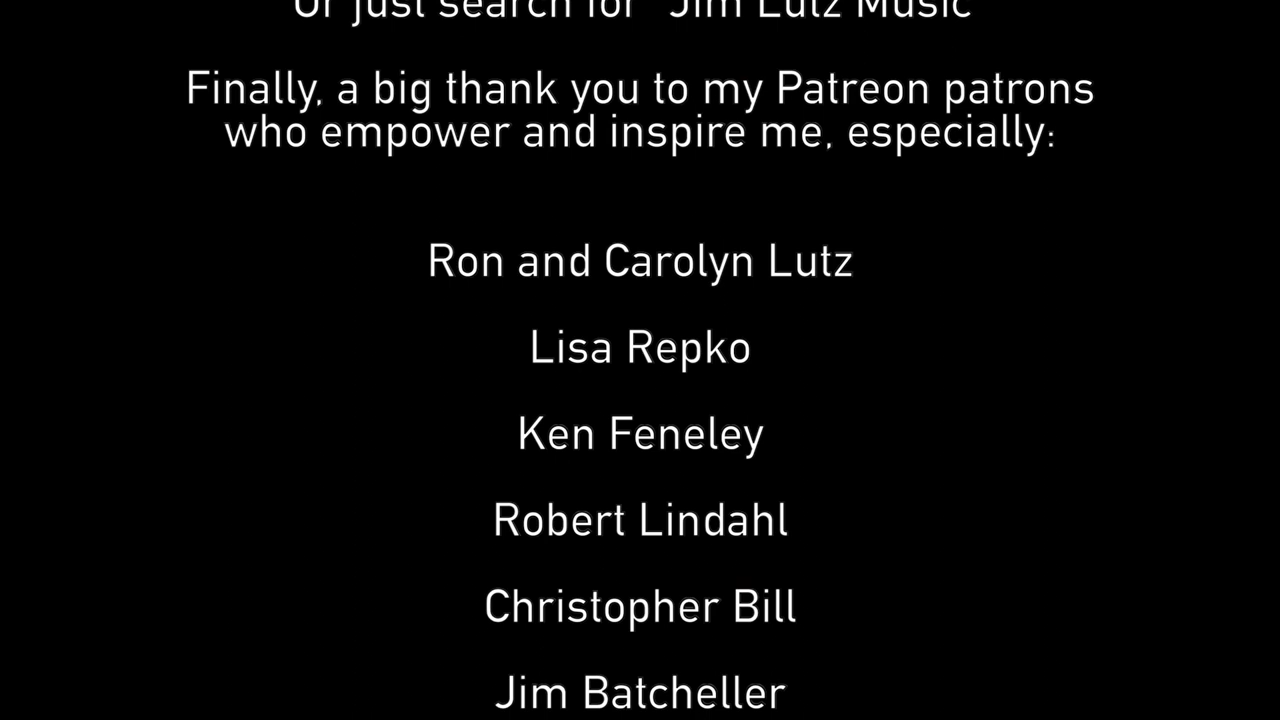 Or just search for "Jim Lutz Music"
Finally, a big thank you to my Patreon patrons
who empower and inspire me, especially:
Ron and Carolyn Lutz
Lisa Repko
Ken Feneley
Robert Lindahl
Christopher Bill
Jim Batcheller